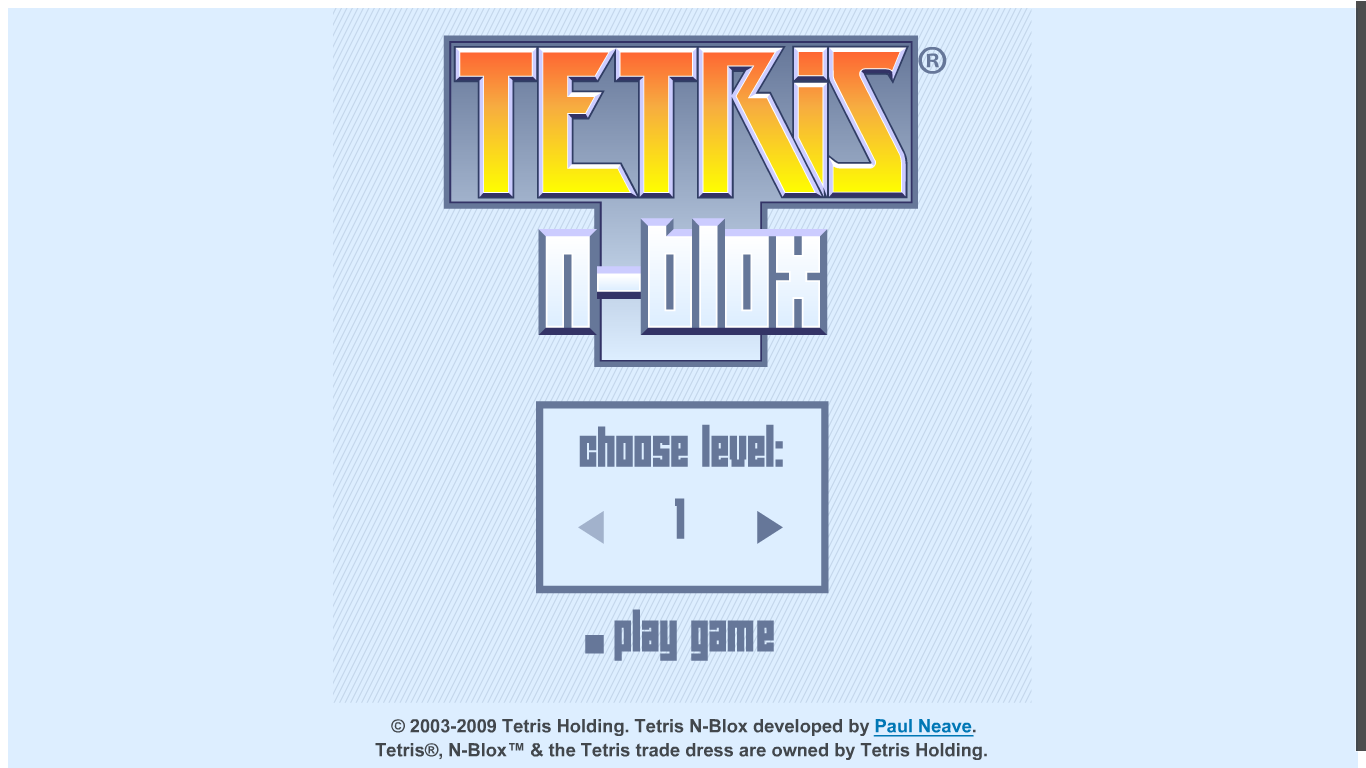 TETRiS®
n-blox
choose level:
1
play game
© 2003-2009 Tetris Holding. Tetris N-Blox developed by Paul Neave.
Tetris®, N-Blox™ & the Tetris trade dress are owned by Tetris Holding.